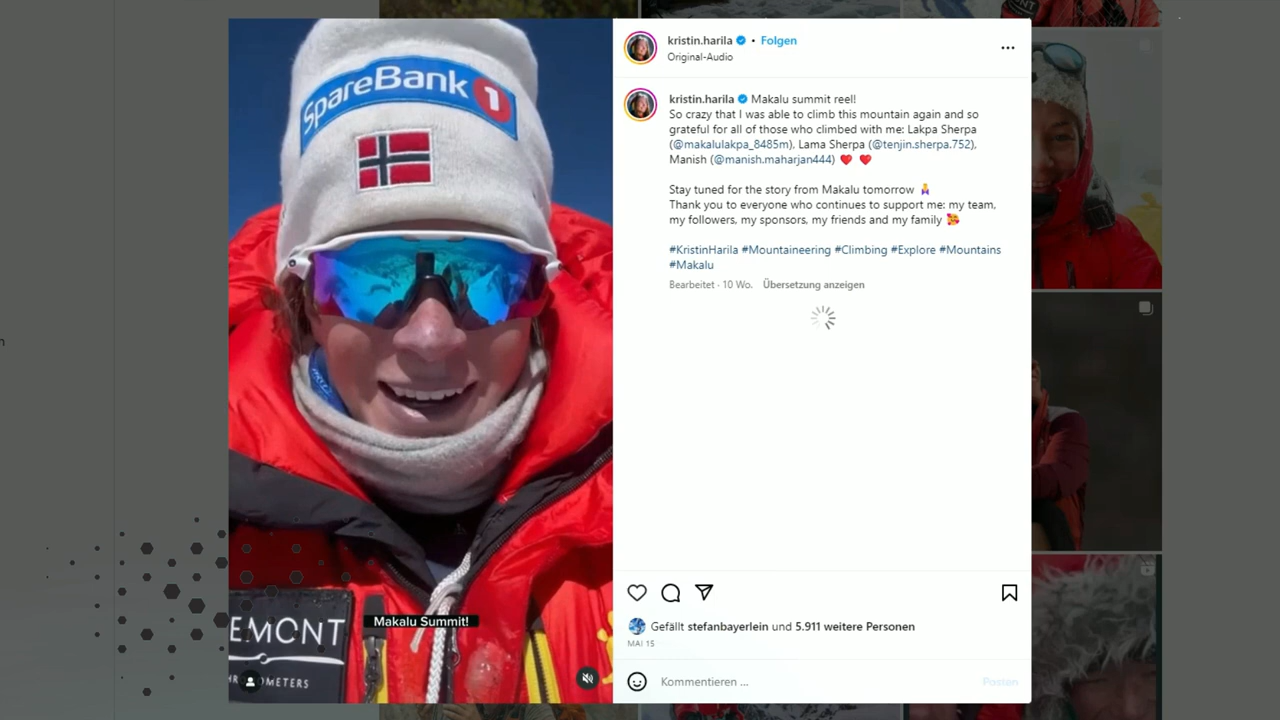 SpareBank 1
EMONT
HRONOMETERS
Makalu Summit!
kristin.harila • Folgen
Original-Audio
kristin.harila Makalu summit reel!
So crazy that I was able to climb this mountain again and so
grateful for all of those who climbed with me: Lakpa Sherpa
(@makalulakpa_8485m), Lama Sherpa (@tenjin.sherpa.752),
Manish (@manish.maharjan444) ❤️ ❤️
Stay tuned for the story from Makalu tomorrow 🙏
Thank you to everyone who continues to support me: my team,
my followers, my sponsors, my friends and my family 🥰
#KristinHarila #Mountaineering #Climbing #Explore #Mountains
#Makalu
Bearbeitet · 10 Wo. Übersetzung anzeigen
Gefällt stefanbayerlein und 5.911 weitere Personen
MAI 15
Kommentieren ...
Posten